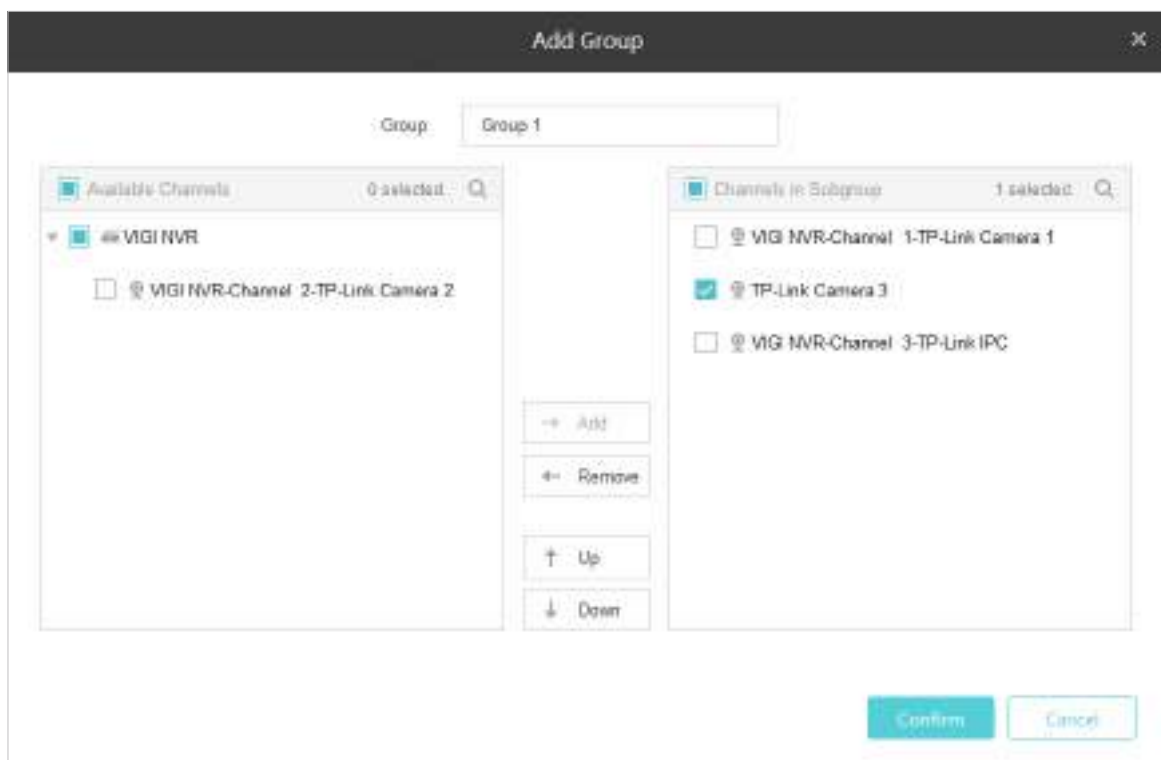 Add Group
Group Group 1
Available Channels 0 selected
VIGI NVR
VIGI NVR-Channel 2-TP-Link Camera 2
Channels in Subgroup 1 selected
VIGI NVR-Channel 1-TP-Link Camera 1
TP-Link Camera 3
VIGI NVR-Channel 3-TP-Link IPC
Add
Remove
Up
Down
Confirm Cancel